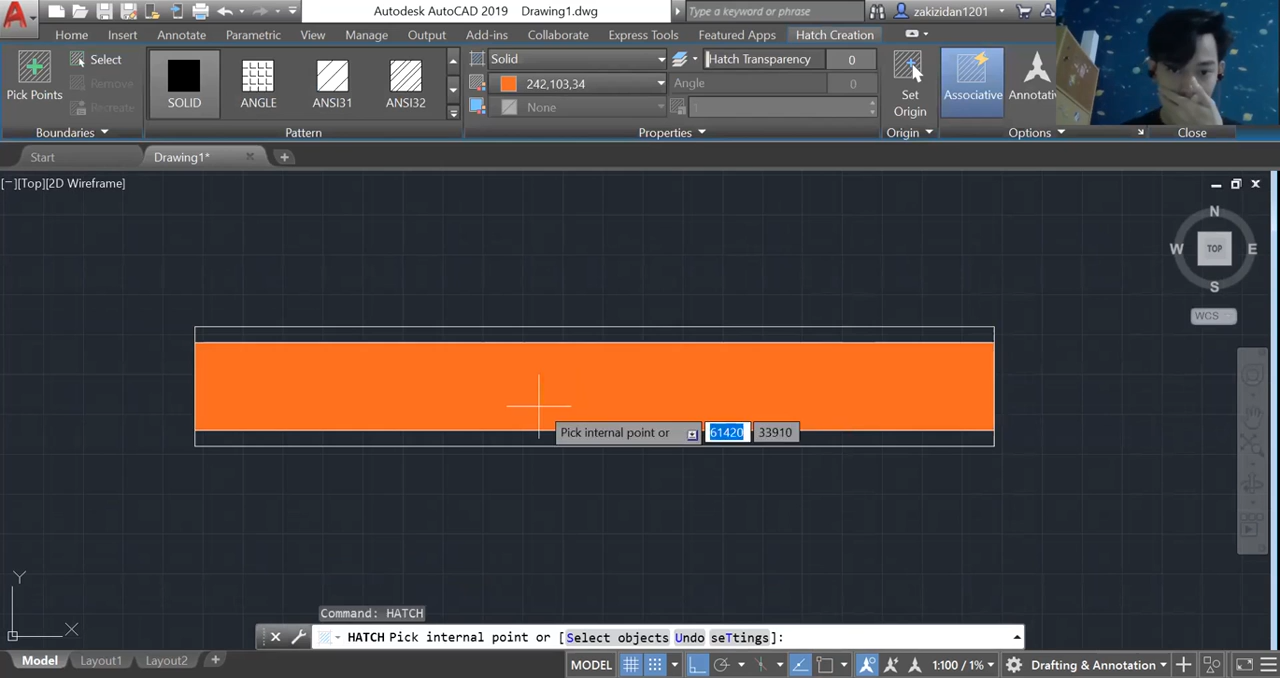 Autodesk AutoCAD 2019 Drawing1.dwg
Type a keyword or phrase
zakizidan1201
Home Insert Annotate Parametric View Manage Output Add-ins Collaborate Express Tools Featured Apps Hatch Creation
Pick Points
Select
Remove
Recreate
Boundaries
SOLID ANGLE ANSI31 ANSI32
Pattern
Solid
242,103,34
None
Hatch Transparency 0
Angle 0
1
Properties
Set
Origin
Origin
Associative
Options
Close
Start Drawing1*
[−][Top][2D Wireframe]
N
W TOP E
S
WCS
Pick internal point or 61420 33910
Y
X
Command: HATCH
HATCH Pick internal point or [Select objects Undo seTtings]:
Model Layout1 Layout2
MODEL 1:100 / 1% Drafting & Annotation